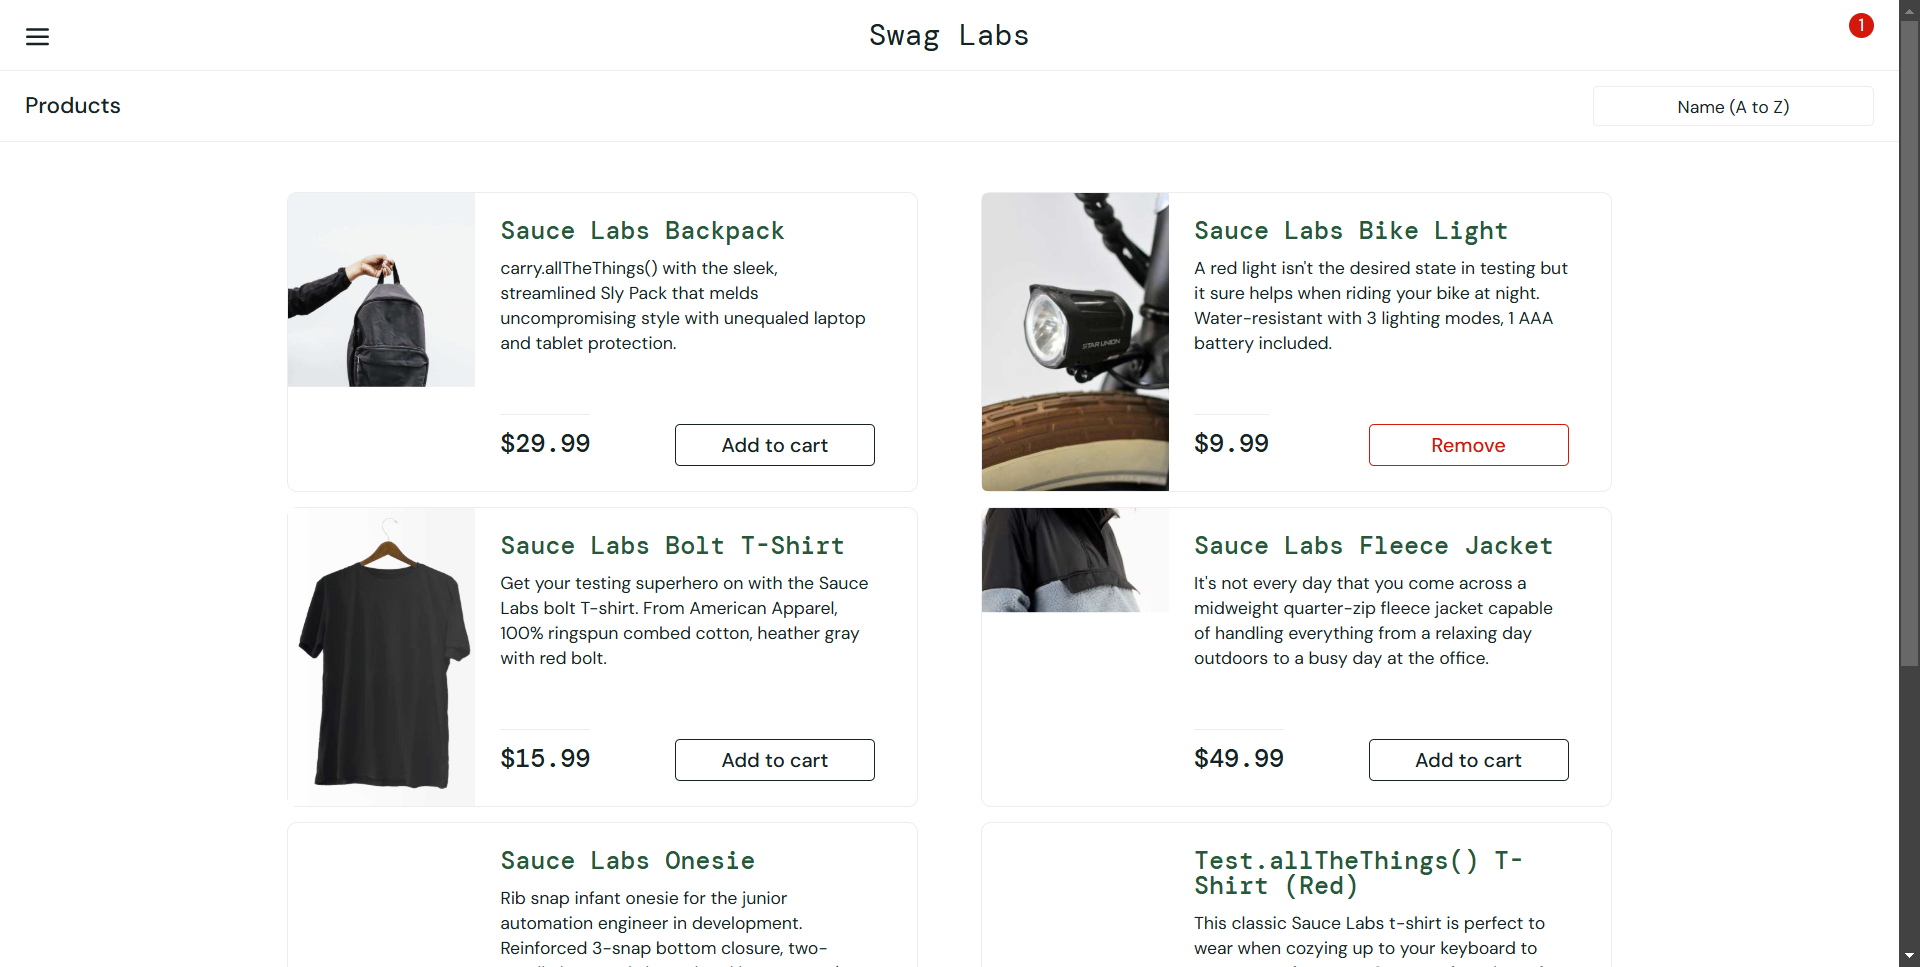 Swag Labs
1
Products
Name (A to Z)
Sauce Labs Backpack
carry.allTheThings() with the sleek,
streamlined Sly Pack that melds
uncompromising style with unequaled laptop
and tablet protection.
$29.99
Add to cart
Sauce Labs Bike Light
A red light isn't the desired state in testing but
it sure helps when riding your bike at night.
Water-resistant with 3 lighting modes, 1 AAA
battery included.
STAR UNION
$9.99
Remove
Sauce Labs Bolt T-Shirt
Get your testing superhero on with the Sauce
Labs bolt T-shirt. From American Apparel,
100% ringspun combed cotton, heather gray
with red bolt.
$15.99
Add to cart
Sauce Labs Fleece Jacket
It's not every day that you come across a
midweight quarter-zip fleece jacket capable
of handling everything from a relaxing day
outdoors to a busy day at the office.
$49.99
Add to cart
Sauce Labs Onesie
Rib snap infant onesie for the junior
automation engineer in development.
Reinforced 3-snap bottom closure, two-
Test.allTheThings() T-
Shirt (Red)
This classic Sauce Labs t-shirt is perfect to
wear when cozying up to your keyboard to